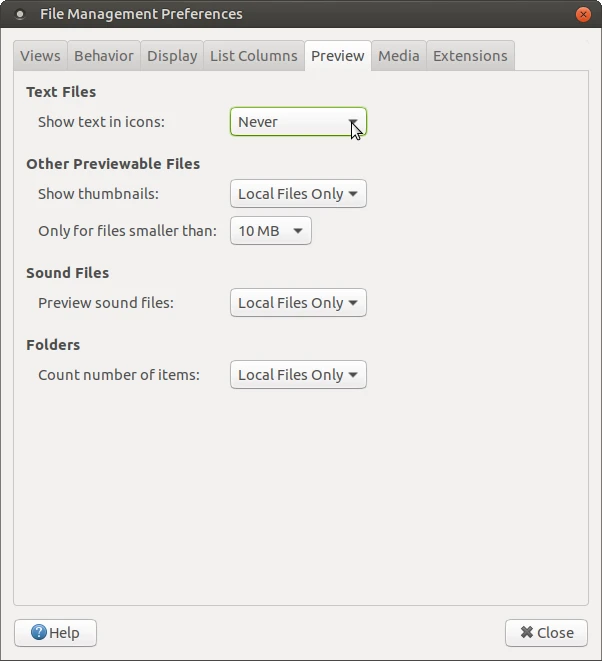 File Management Preferences
Views Behavior Display List Columns Preview Media Extensions
Text Files
Show text in icons: Never
Other Previewable Files
Show thumbnails: Local Files Only
Only for files smaller than: 10 MB
Sound Files
Preview sound files: Local Files Only
Folders
Count number of items: Local Files Only
Help Close